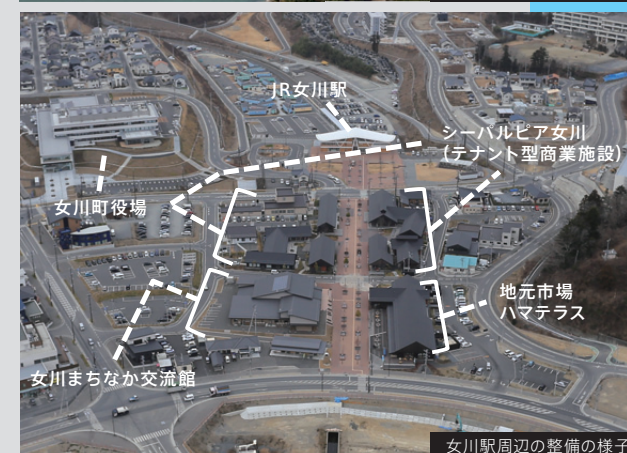 JR女川駅
シーパルピア女川
(テナント型商業施設)
女川町役場
地元市場
ハマテラス
女川まちなか交流館
女川駅周辺の整備の様子